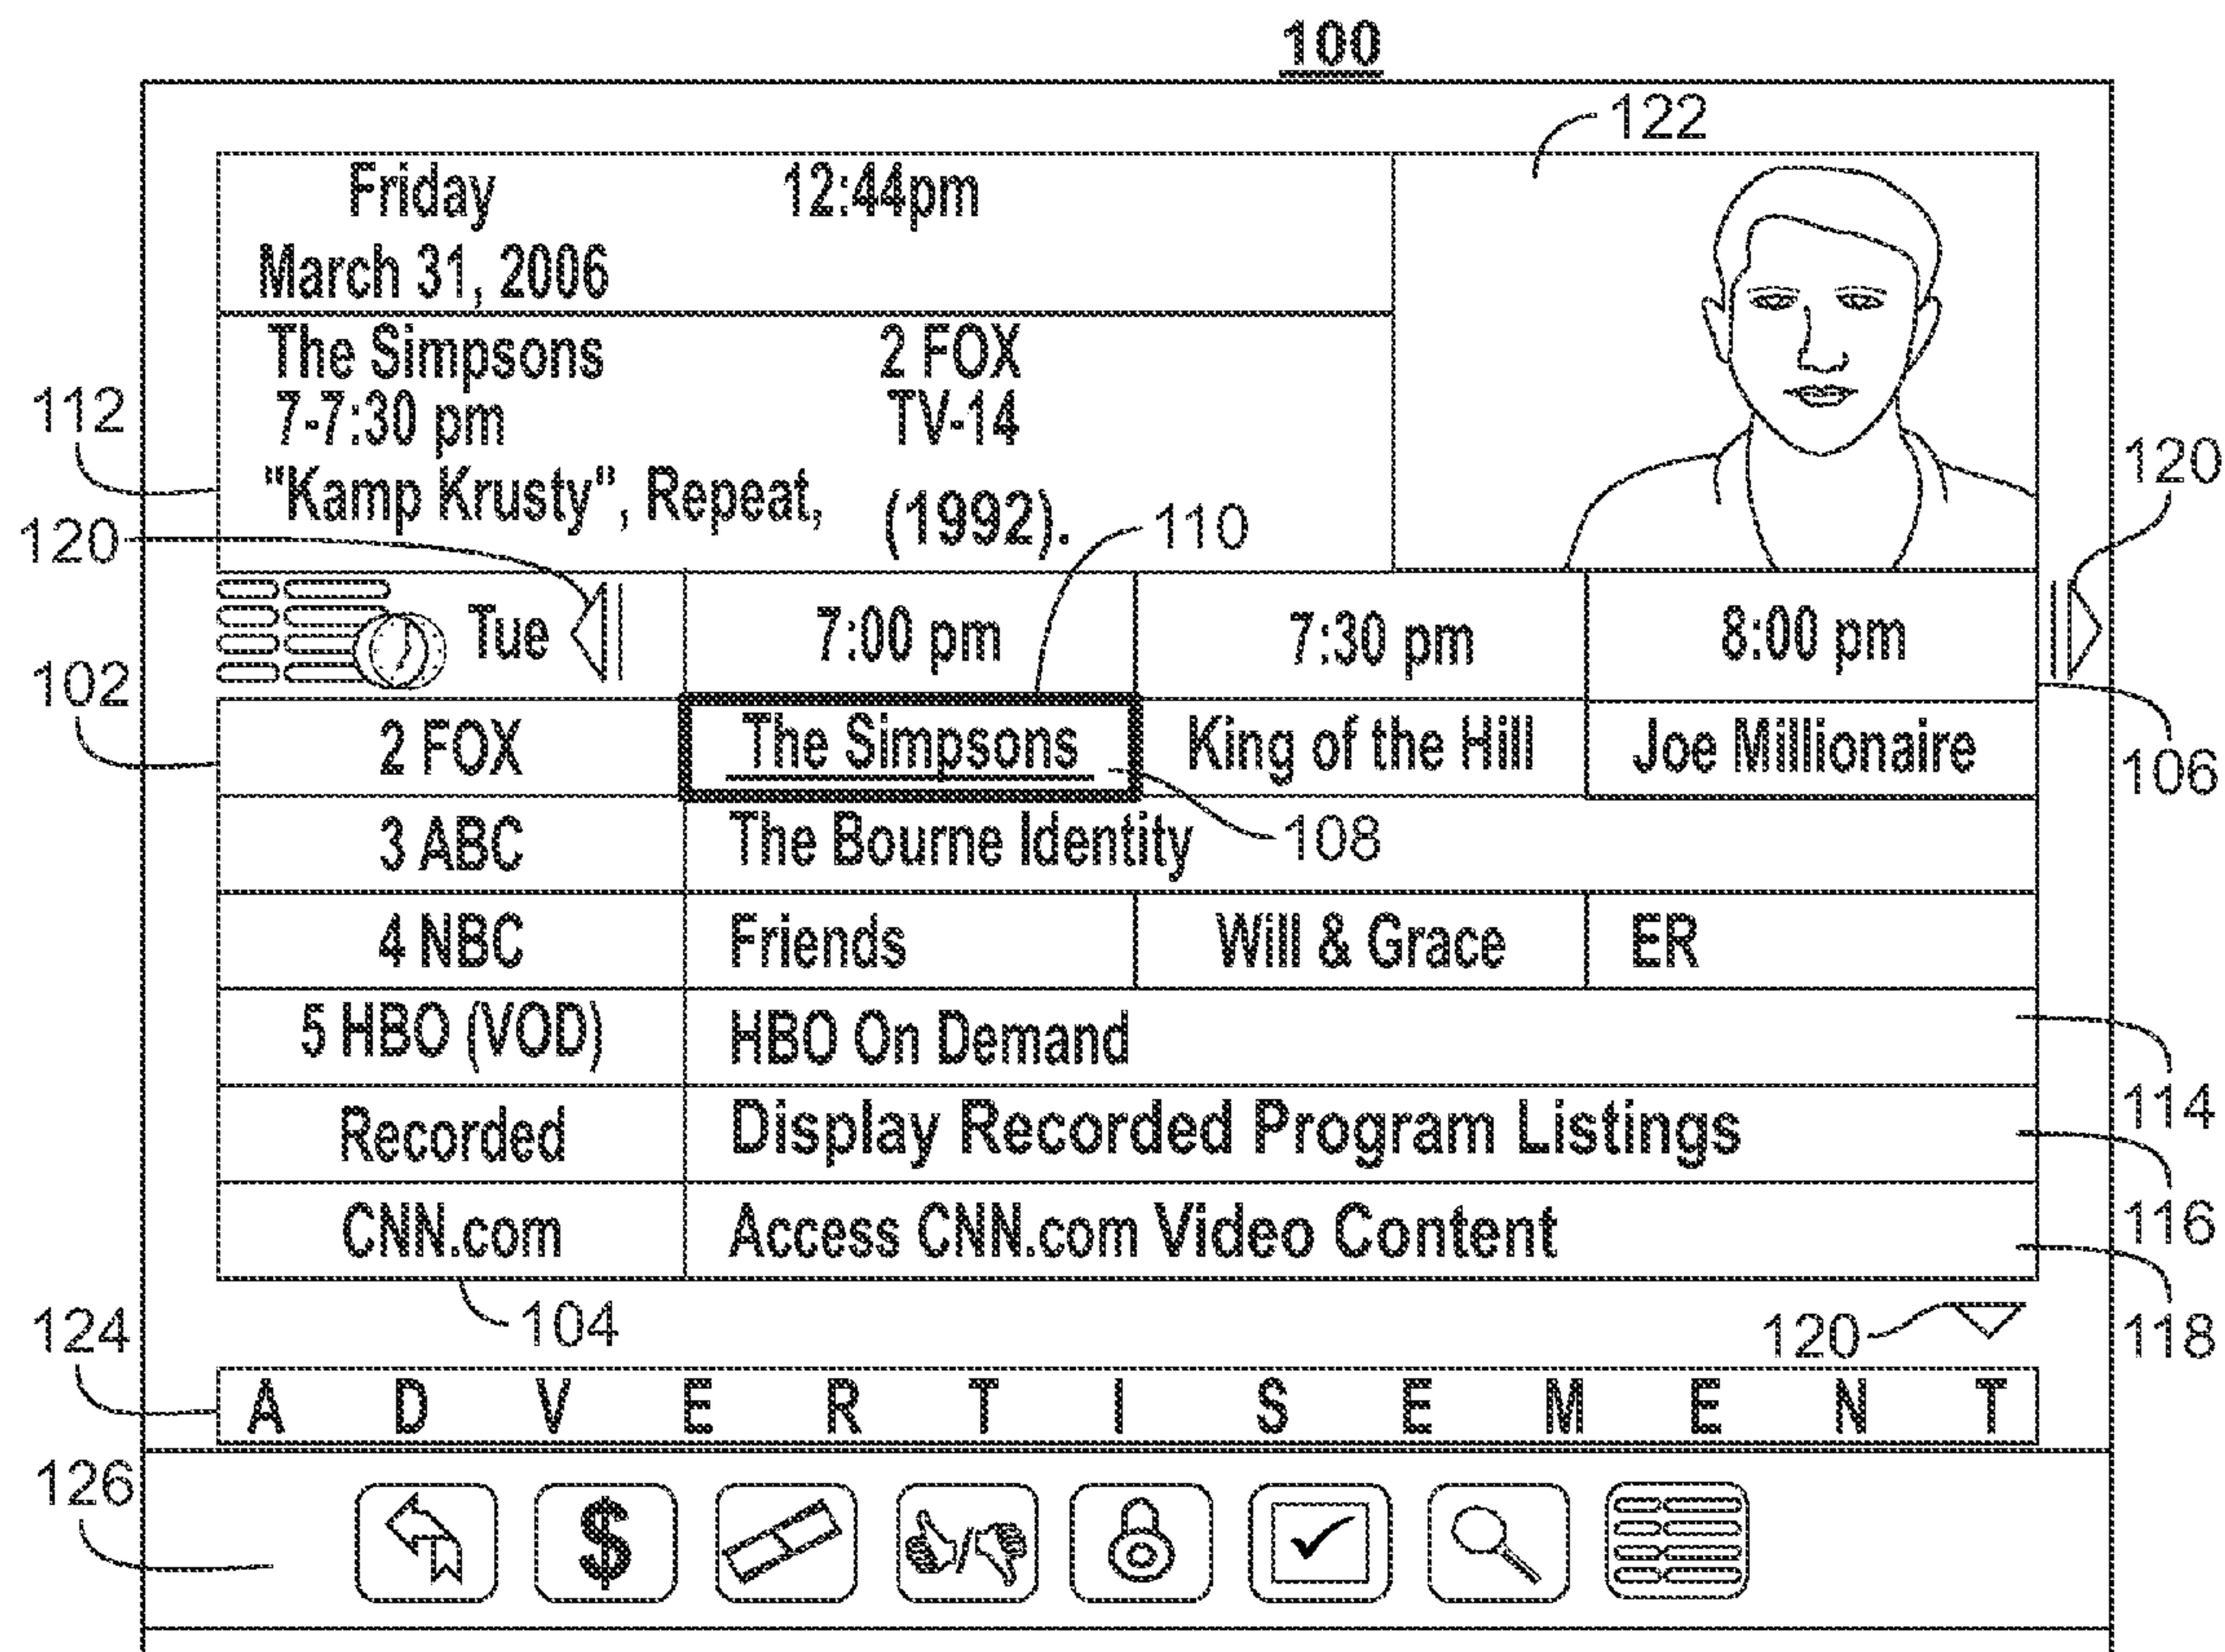 100
122
Friday 12:44pm
March 31, 2006
The Simpsons 2 FOX
7-7:30 pm TV-14
"Kamp Krusty", Repeat, (1992).
112
120
110
120
Tue 7:00 pm 7:30 pm 8:00 pm
102
2 FOX The Simpsons King of the Hill Joe Millionaire
106
3 ABC The Bourne Identity
108
4 NBC Friends Will & Grace ER
5 HBO (VOD) HBO On Demand
114
Recorded Display Recorded Program Listings
116
CNN.com Access CNN.com Video Content
118
104
120
124
A D V E R T I S E M E N T
126
$